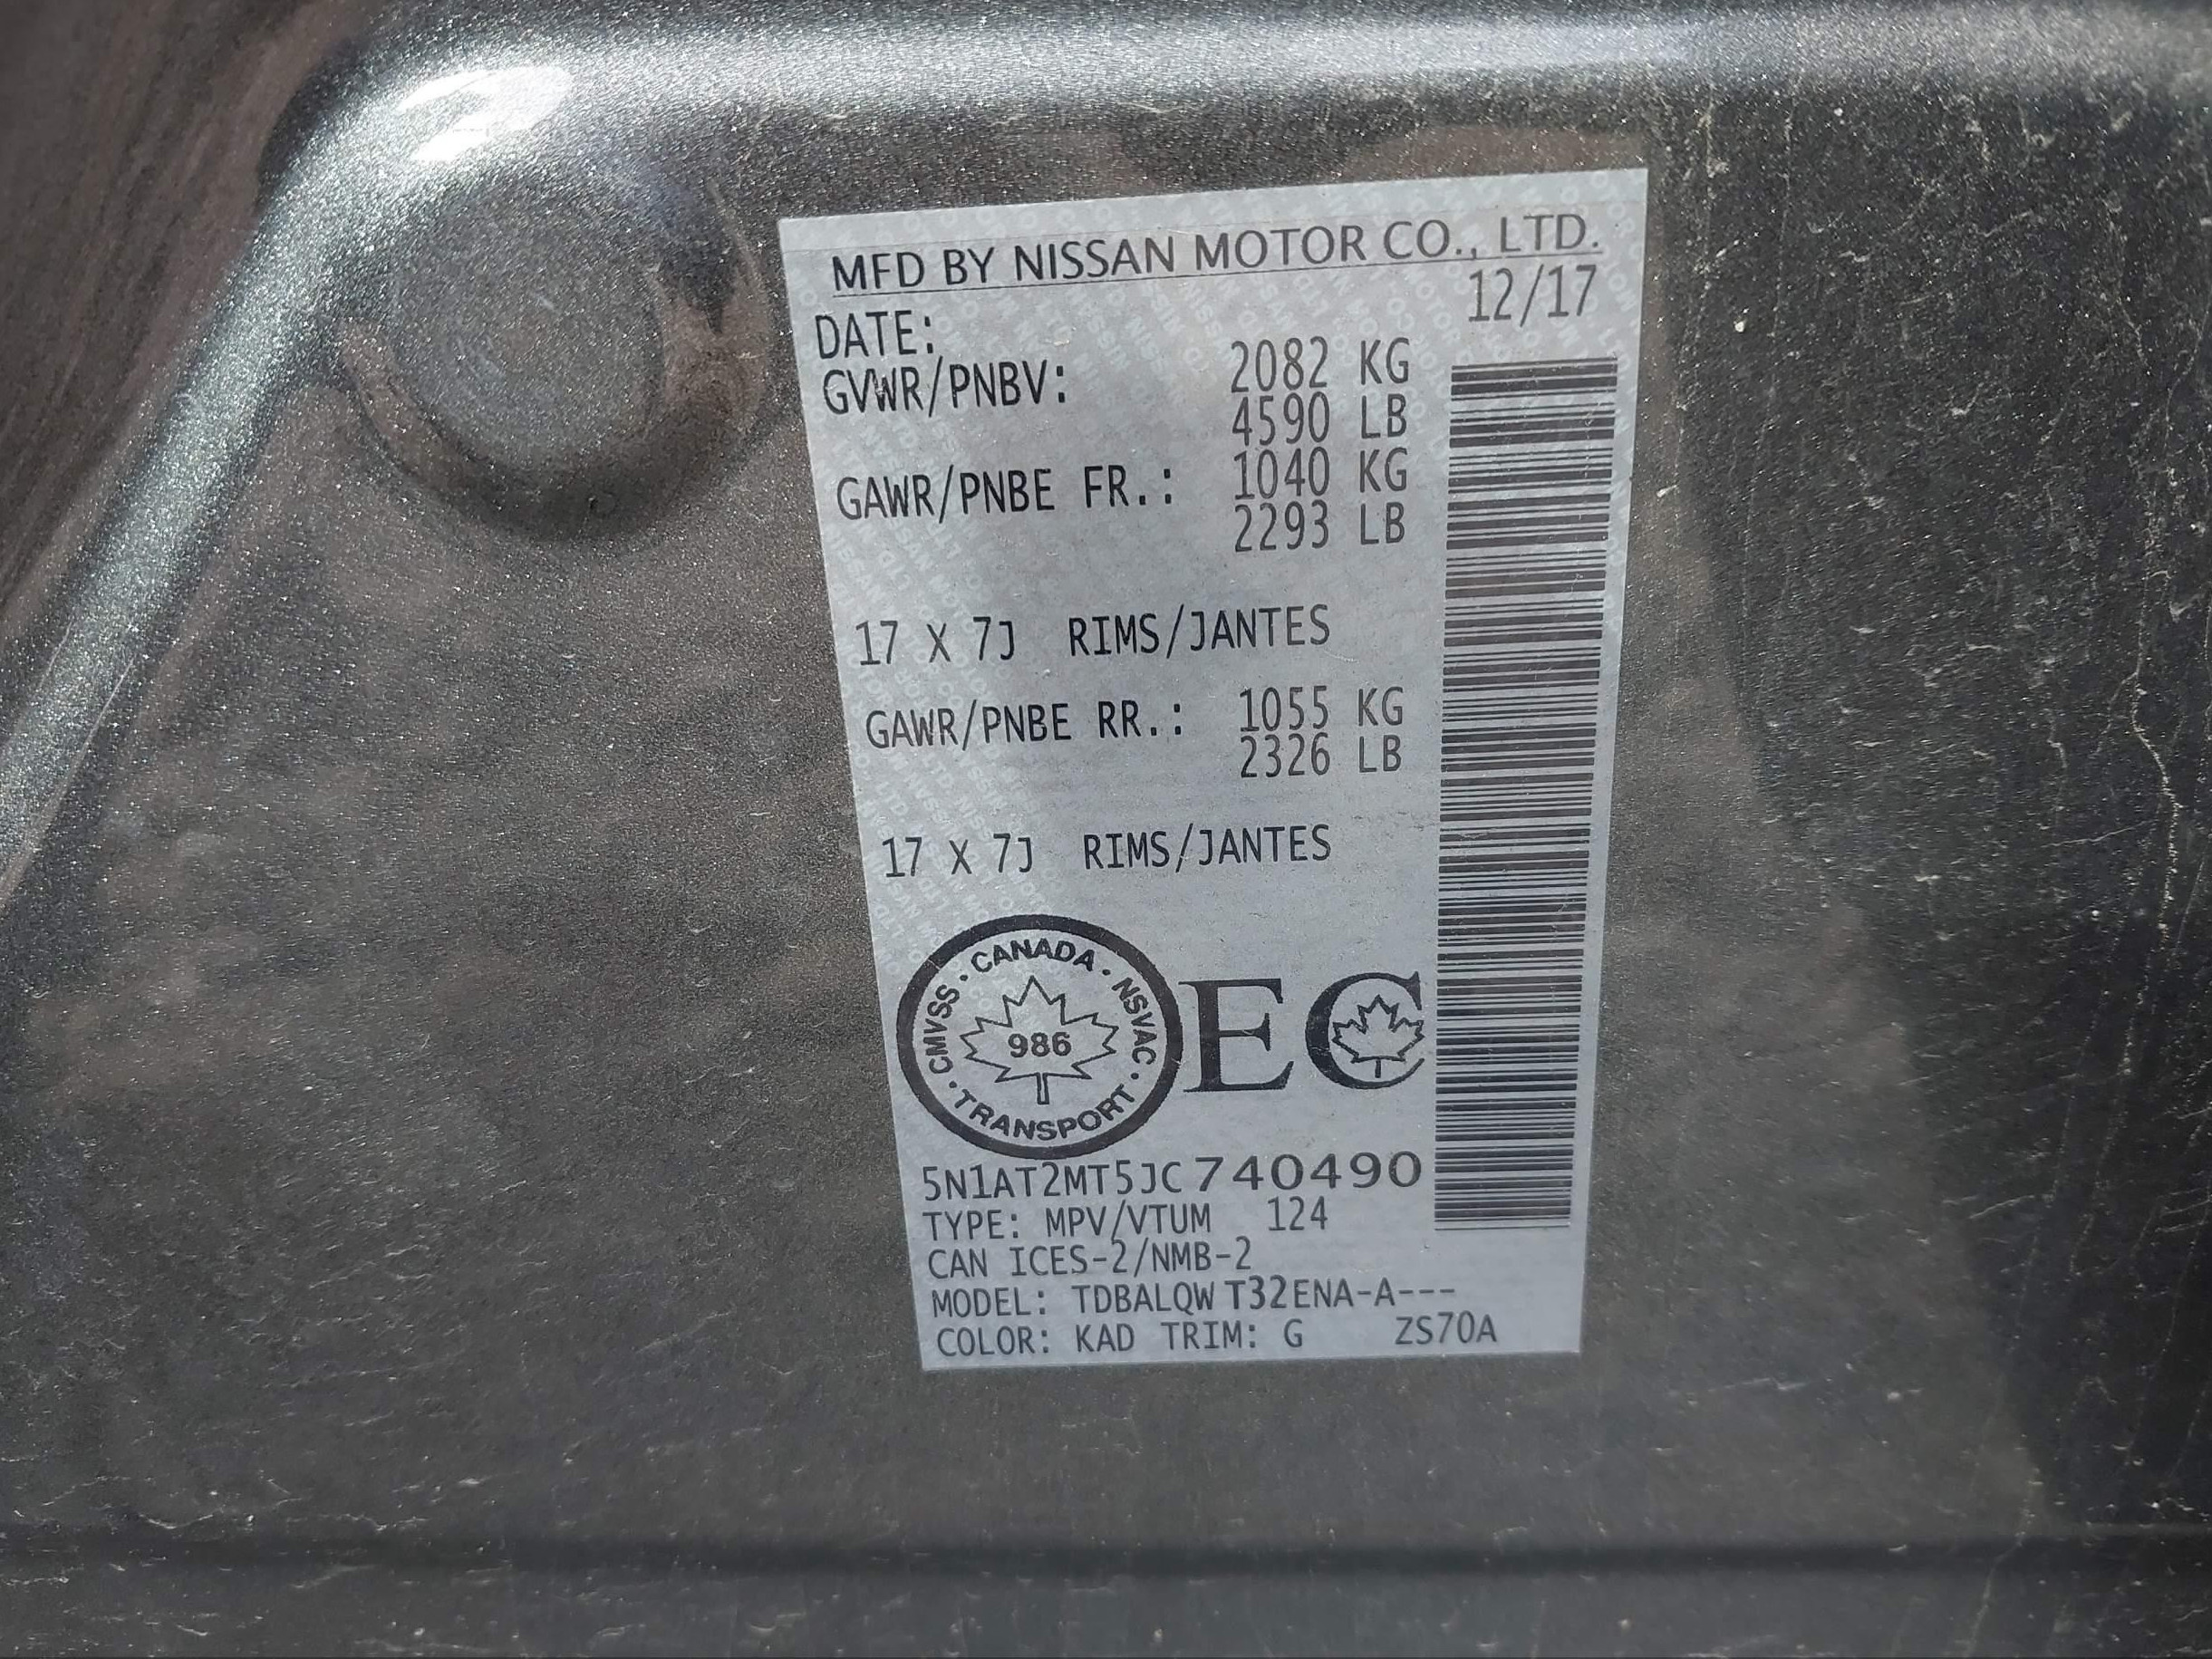 MFD BY NISSAN MOTOR CO., LTD.
DATE: 12/17
GVWR/PNBV: 2082 KG
4590 LB
GAWR/PNBE FR.: 1040 KG
2293 LB
17 X 7J RIMS/JANTES
GAWR/PNBE RR.: 1055 KG
2326 LB
17 X 7J RIMS/JANTES
CMVSS · CANADA · NSVAC · TRANSPORT ·
986
EC
5N1AT2MT5JC740490
TYPE: MPV/VTUM 124
CAN ICES-2/NMB-2
MODEL: TDBALQW T32ENA-A---
COLOR: KAD TRIM: G ZS70A